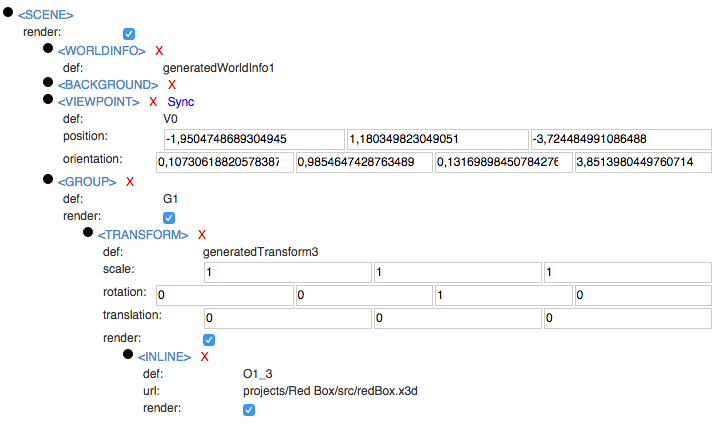 <SCENE>
render:
<WORLDINFO> X
def: generatedWorldInfo1
<BACKGROUND> X
<VIEWPOINT> X Sync
def: V0
position: -1,9504748689304945 1,180349823049051 -3,724484991086488
orientation: 0,10730618820578387 0,9854647428763489 0,13169898450784276 3,8513980449760714
<GROUP> X
def: G1
render:
<TRANSFORM> X
def: generatedTransform3
scale: 1 1 1
rotation: 0 0 1 0
translation: 0 0 0
render:
<INLINE> X
def: O1_3
url: projects/Red Box/src/redBox.x3d
render: